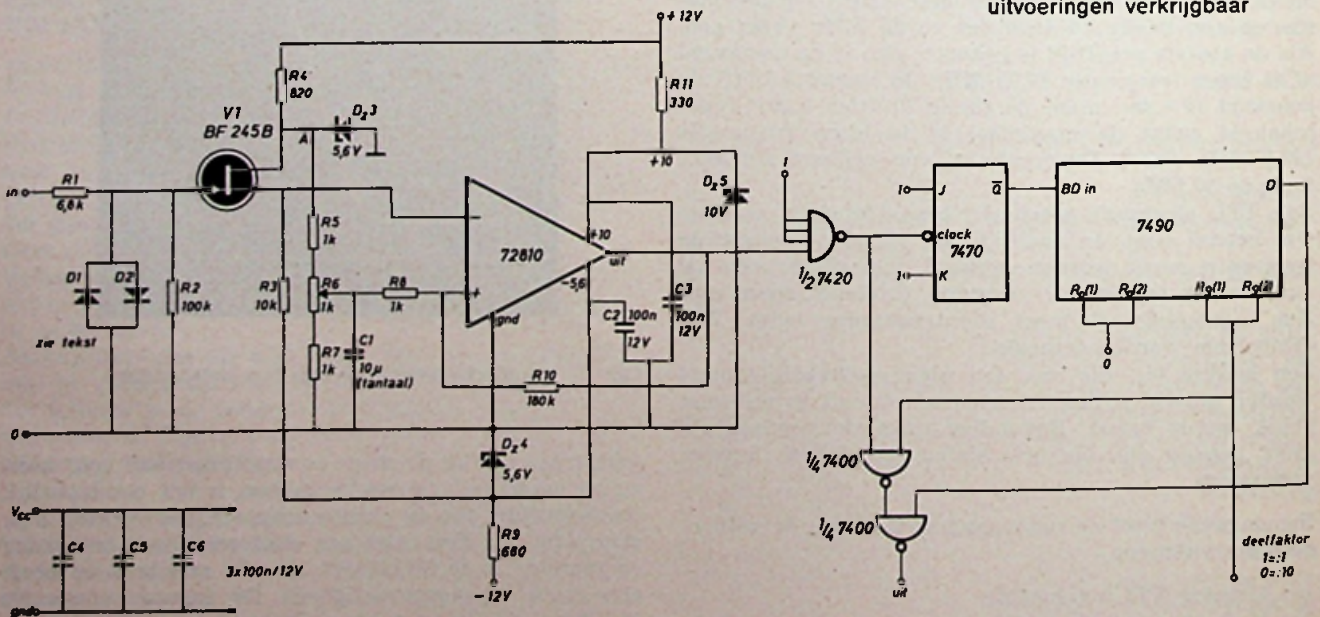 uitvoeringen verkrijgbaar
+12V
R4
820
R11
330
V1
BF 245B
A
Dz3
5,6V
+10
Dz5
10V
in
R1
6,8k
R5
1k
D1
D2
R2
100k
R3
10k
R6
1k
R8
1k
R7
1k
C1
10µ
(tantaal)
zie tekst
72810
+10
uit
-5,6
gnd
C2
100n
12V
C3
100n
12V
R10
180k
0
Dz4
5,6V
R9
680
-12V
1
1/2 7420
1
J
Q
clock
7470
1
K
BD in
D
7490
Ro(1)
Ro(2)
Ro(1)
Ro(2)
0
1/4 7400
1/4 7400
uit
deelfaktor
1=:1
0=:10
Vcc
C4
C5
C6
3x100n/12V
gnd